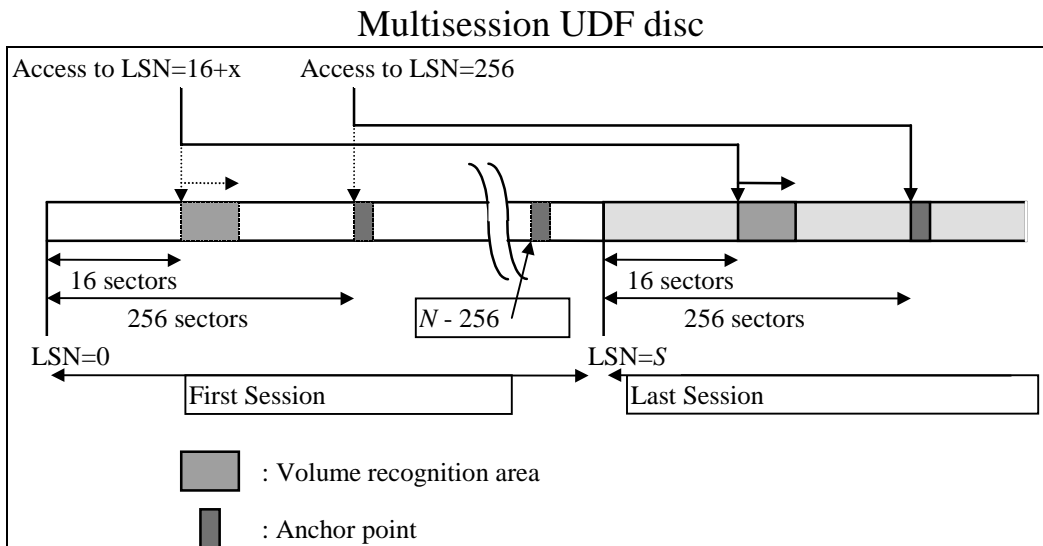 Multisession UDF disc
Access to LSN=16+x Access to LSN=256
16 sectors 16 sectors
256 sectors N - 256 256 sectors
LSN=0 LSN=S
First Session Last Session
: Volume recognition area
: Anchor point